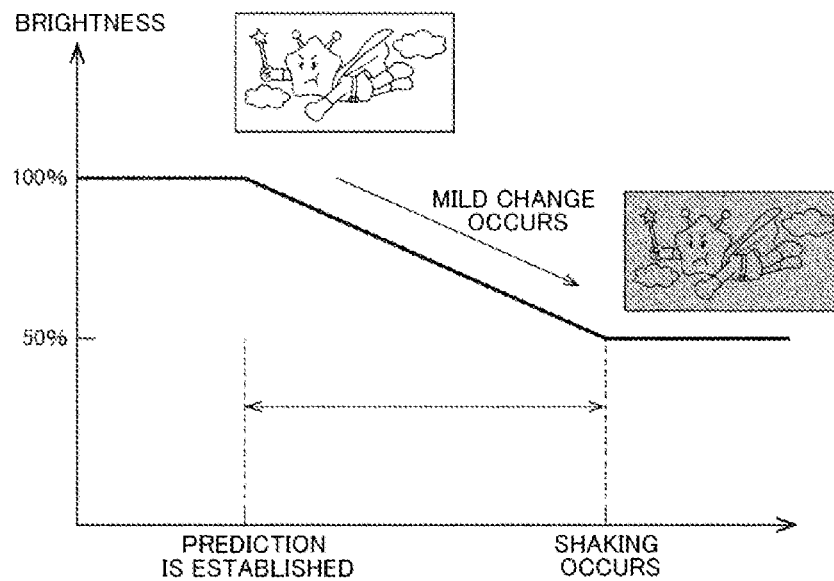 BRIGHTNESS
100%
MILD CHANGE
OCCURS
50%
PREDICTION
IS ESTABLISHED
SHAKING
OCCURS